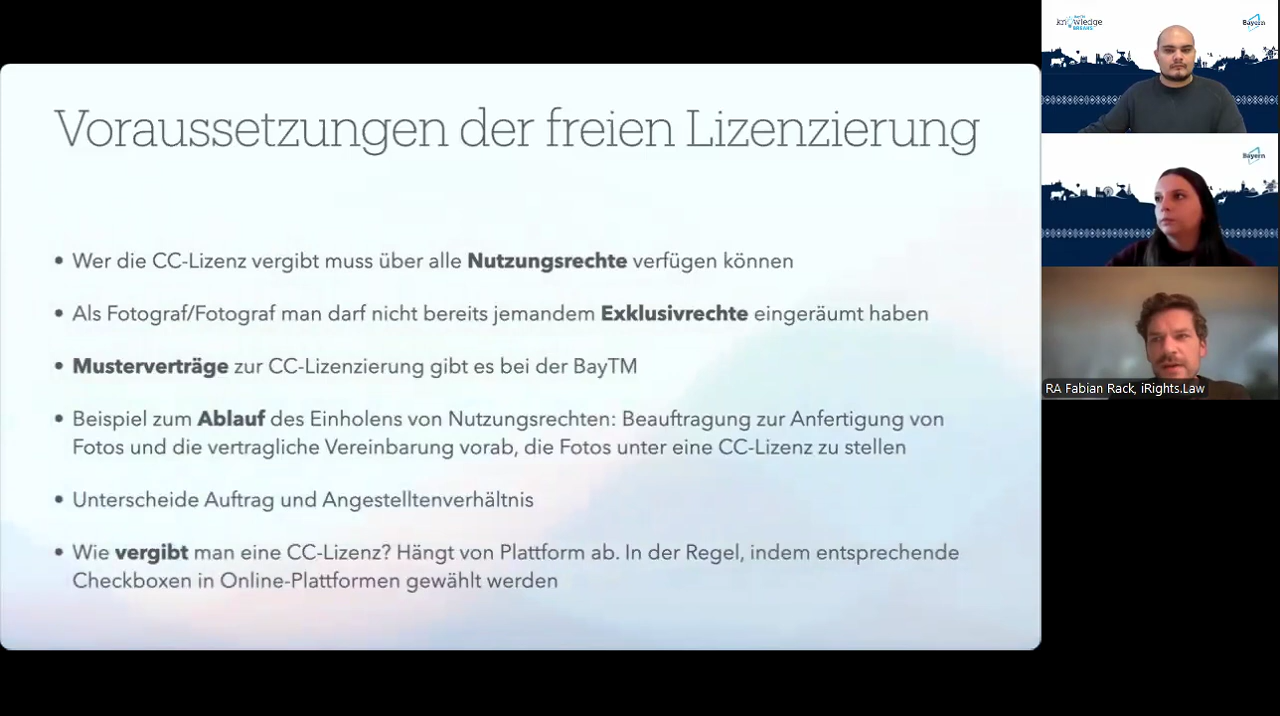 Voraussetzungen der freien Lizenzierung
• Wer die CC-Lizenz vergibt muss über alle Nutzungsrechte verfügen können
• Als Fotograf/Fotograf man darf nicht bereits jemandem Exklusivrechte eingeräumt haben
• Musterverträge zur CC-Lizenzierung gibt es bei der BayTM
• Beispiel zum Ablauf des Einholens von Nutzungsrechten: Beauftragung zur Anfertigung von
Fotos und die vertragliche Vereinbarung vorab, die Fotos unter eine CC-Lizenz zu stellen
• Unterscheide Auftrag und Angestelltenverhältnis
• Wie vergibt man eine CC-Lizenz? Hängt von Plattform ab. In der Regel, indem entsprechende
Checkboxen in Online-Plattformen gewählt werden
knowledge
BREAKS
Bayern
Bayern
RA Fabian Rack, iRights.Law